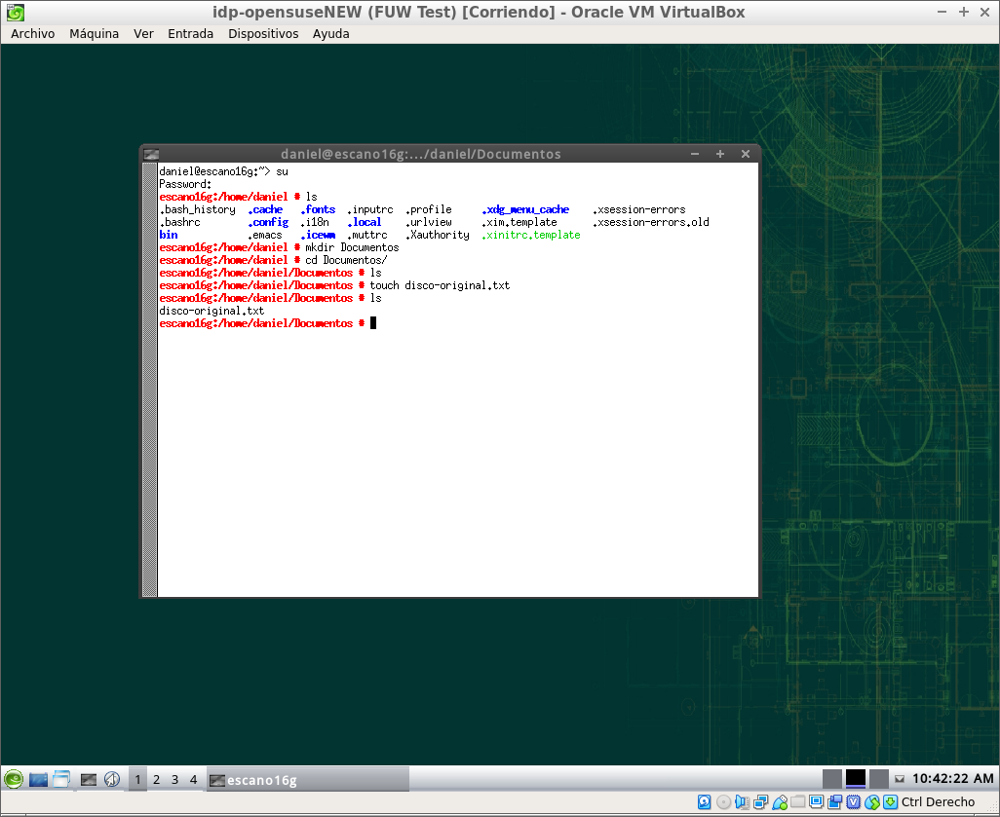 idp-opensuseNEW (FUW Test) [Corriendo] - Oracle VM VirtualBox
Archivo Máquina Ver Entrada Dispositivos Ayuda
daniel@escano16g:.../daniel/Documentos
daniel@escano16g:~> su
Password:
escano16g:/home/daniel # ls
.bash_history .cache .fonts .inputrc .profile .xdg_menu_cache .xsession-errors
.bashrc .config .i18n .local .urlview .xim.template .xsession-errors.old
bin .emacs .icewm .muttrc .Xauthority .xinitrc.template
escano16g:/home/daniel # mkdir Documentos
escano16g:/home/daniel # cd Documentos/
escano16g:/home/daniel/Documentos # ls
escano16g:/home/daniel/Documentos # touch disco-original.txt
escano16g:/home/daniel/Documentos # ls
disco-original.txt
escano16g:/home/daniel/Documentos #
1 2 3 4 escano16g 10:42:22 AM
Ctrl Derecho